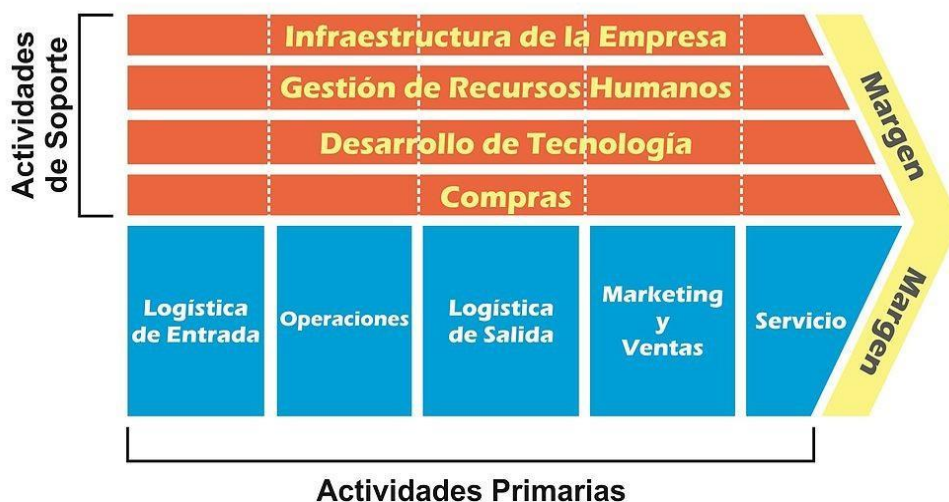 Actividades
de Soporte
Infraestructura de la Empresa
Gestión de Recursos Humanos
Desarrollo de Tecnología
Compras
Margen
Logística
de Entrada
Operaciones
Logística
de Salida
Marketing
y
Ventas
Servicio
Margen
Actividades Primarias